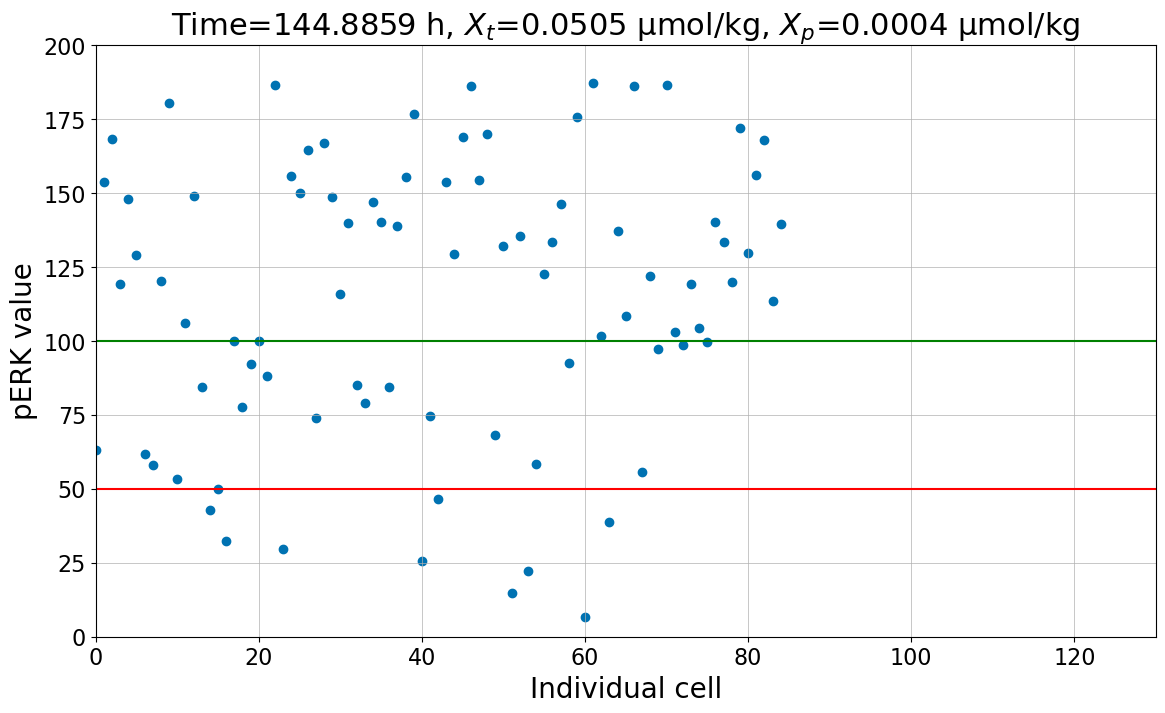 Time=144.8859 h, X_t=0.0505 μmol/kg, X_p=0.0004 μmol/kg
200
175
150
125
100
75
50
25
0
pERK value
0 20 40 60 80 100 120
Individual cell